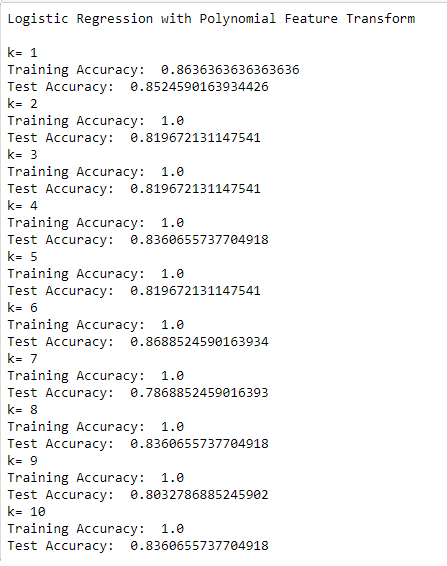 Logistic Regression with Polynomial Feature Transform
k= 1
Training Accuracy:  0.8636363636363636
Test Accuracy:  0.8524590163934426
k= 2
Training Accuracy:  1.0
Test Accuracy:  0.819672131147541
k= 3
Training Accuracy:  1.0
Test Accuracy:  0.819672131147541
k= 4
Training Accuracy:  1.0
Test Accuracy:  0.8360655737704918
k= 5
Training Accuracy:  1.0
Test Accuracy:  0.819672131147541
k= 6
Training Accuracy:  1.0
Test Accuracy:  0.8688524590163934
k= 7
Training Accuracy:  1.0
Test Accuracy:  0.7868852459016393
k= 8
Training Accuracy:  1.0
Test Accuracy:  0.8360655737704918
k= 9
Training Accuracy:  1.0
Test Accuracy:  0.8032786885245902
k= 10
Training Accuracy:  1.0
Test Accuracy:  0.8360655737704918